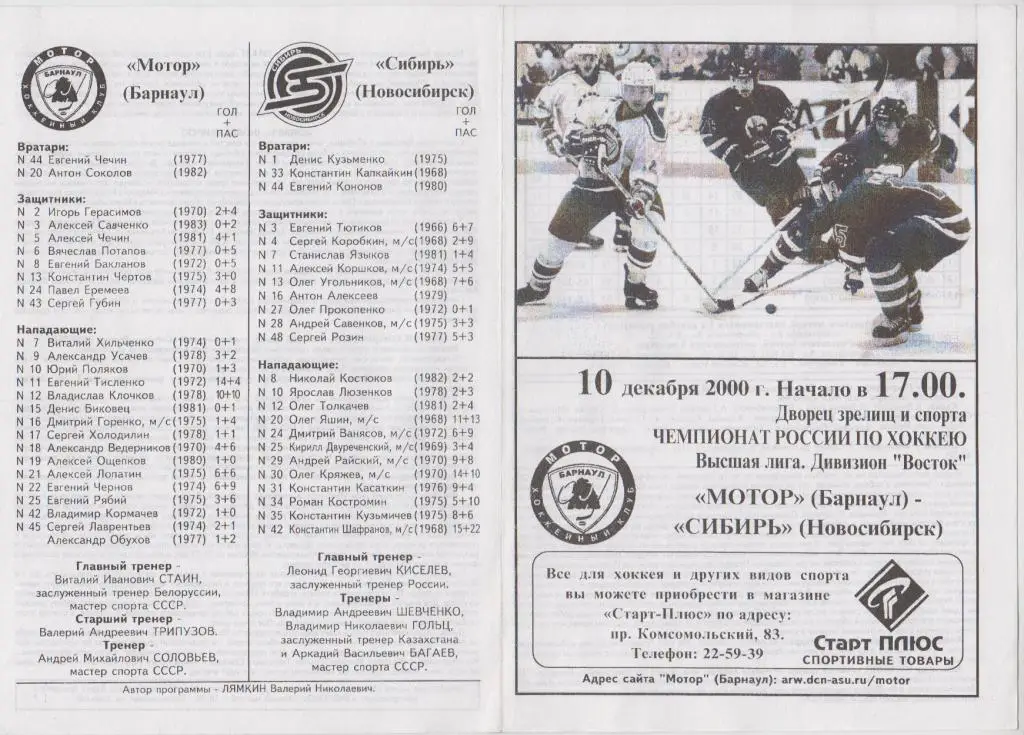 МОТОР
БАРНАУЛ
ХОККЕЙНЫЙ КЛУБ
«Мотор»
(Барнаул)
ГОЛ
+
ПАС
Вратари:
N 44 Евгений Чечин (1977)
N 20 Антон Соколов (1982)
Защитники:
N 2 Игорь Герасимов (1970) 2+4
N 3 Алексей Савченко (1983) 0+2
N 5 Алексей Чечин (1981) 4+1
N 6 Вячеслав Потапов (1977) 0+5
N 8 Евгений Бакланов (1972) 0+5
N 13 Константин Чертов (1975) 3+0
N 24 Павел Еремеев (1974) 4+8
N 43 Сергей Губин (1977) 0+3
Нападающие:
N 7 Виталий Хильченко (1974) 0+1
N 9 Александр Усачев (1978) 3+2
N 10 Юрий Поляков (1970) 1+3
N 11 Евгений Тисленко (1972) 14+4
N 12 Владислав Клочков (1978) 10+10
N 15 Денис Биковец (1981) 0+1
N 16 Дмитрий Горенко, м/с (1975) 1+4
N 17 Сергей Холодилин (1978) 1+1
N 18 Александр Ведерников (1970) 4+6
N 19 Алексей Ощепков (1980) 1+0
N 21 Алексей Лопатин (1975) 6+6
N 22 Евгений Чернов (1974) 6+9
N 25 Евгений Рябий (1975) 3+6
N 42 Владимир Кормачев (1972) 1+0
N 45 Сергей Лаврентьев (1974) 2+1
Александр Обухов (1977) 1+2
Главный тренер -
Виталий Иванович СТАИН,
заслуженный тренер Белоруссии,
мастер спорта СССР.
Старший тренер -
Валерий Андреевич ТРИПУЗОВ.
Тренер -
Андрей Михайлович СОЛОВЬЕВ,
мастер спорта СССР.
СИБИРЬ
НОВОСИБИРСК
«Сибирь»
(Новосибирск)
ГОЛ
+
ПАС
Вратари:
N 1 Денис Кузьменко (1975)
N 33 Константин Капкайкин (1968)
N 44 Евгений Кононов (1980)
Защитники:
N 3 Евгений Тютиков (1966) 6+7
N 4 Сергей Коробкин, м/с (1968) 2+9
N 7 Станислав Языков (1981) 1+4
N 11 Алексей Коршков, м/с (1974) 5+5
N 13 Олег Угольников, м/с (1968) 7+6
N 16 Антон Алексеев (1979)
N 27 Олег Прокопенко (1972) 0+1
N 28 Андрей Савенков, м/с (1975) 3+3
N 48 Сергей Розин (1977) 5+3
Нападающие:
N 8 Николай Костюков (1982) 2+2
N 10 Ярослав Люзенков (1978) 2+3
N 12 Олег Толкачев (1981) 2+4
N 20 Олег Яшин, м/с (1968) 11+13
N 24 Дмитрий Ванясов, м/с (1972) 6+9
N 25 Кирилл Двуреченский, м/с (1969) 3+4
N 29 Андрей Райский, м/с (1970) 9+8
N 30 Олег Кряжев, м/с (1970) 14+10
N 31 Константин Касаткин (1976) 9+4
N 34 Роман Костромин (1975) 5+10
N 35 Константин Кузьмичев (1975) 8+6
N 42 Константин Шафранов, м/с (1968) 15+22
Главный тренер -
Леонид Георгиевич КИСЕЛЕВ,
заслуженный тренер России.
Тренеры -
Владимир Андреевич ШЕВЧЕНКО,
Владимир Николаевич ГОЛЬЦ,
заслуженный тренер Казахстана
и Аркадий Васильевич БАГАЕВ,
мастер спорта СССР.
Автор программы - ЛЯМКИН Валерий Николаевич.
10 декабря 2000 г. Начало в 17.00.
Дворец зрелищ и спорта
ЧЕМПИОНАТ РОССИИ ПО ХОККЕЮ
Высшая лига. Дивизион "Восток"
МОТОР
БАРНАУЛ
ХОККЕЙНЫЙ КЛУБ
«МОТОР» (Барнаул) -
«СИБИРЬ» (Новосибирск)
Все для хоккея и других видов спорта
вы можете приобрести в магазине
«Старт-Плюс» по адресу:
пр. Комсомольский, 83.
Телефон: 22-59-39
Старт ПЛЮС
СПОРТИВНЫЕ ТОВАРЫ
Адрес сайта "Мотор" (Барнаул): arw.dcn-asu.ru/motor